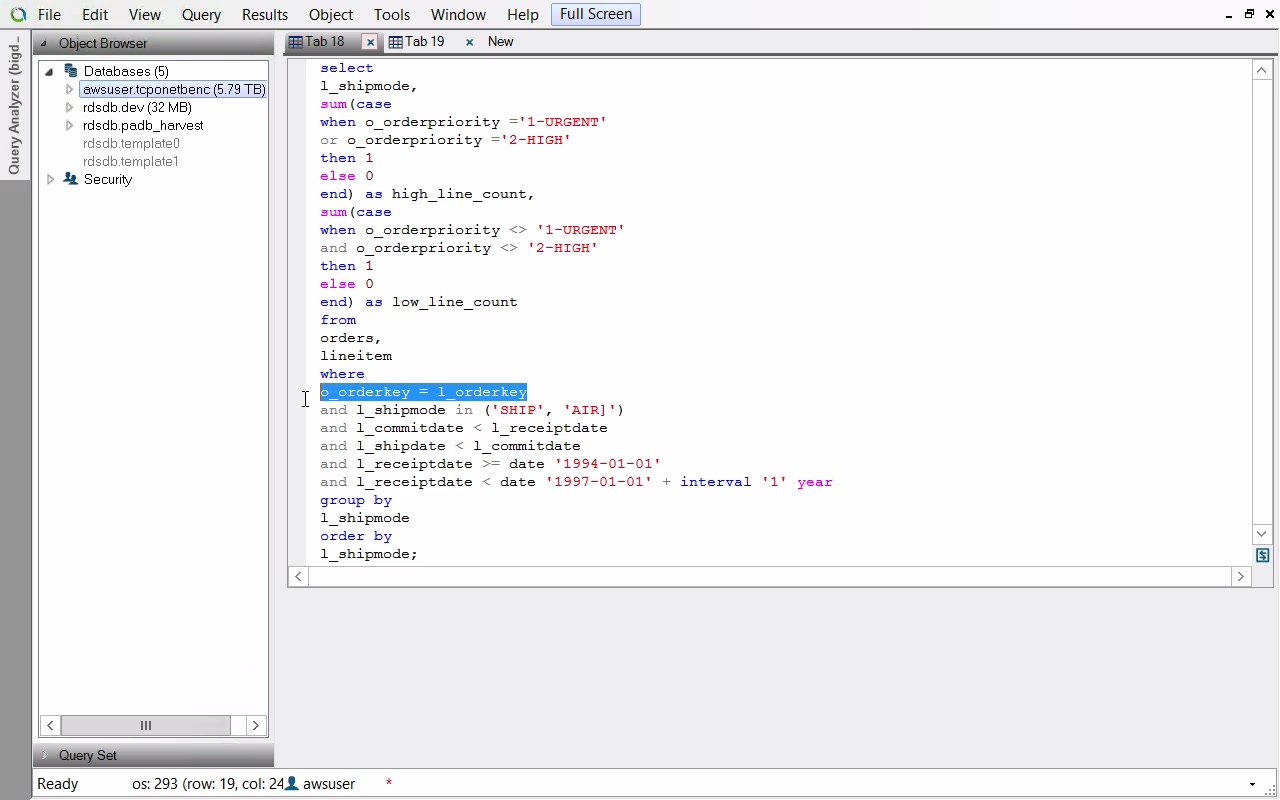 File Edit View Query Results Object Tools Window Help Full Screen
Query Analyzer (bigd...
Object Browser
Databases (5)
awsuser.tcponetbenc (5.79 TB)
rdsdb.dev (32 MB)
rdsdb.padb_harvest
rdsdb.template0
rdsdb.template1
Security
Query Set
Tab 18 Tab 19 New
select
l_shipmode,
sum(case
when o_orderpriority ='1-URGENT'
or o_orderpriority ='2-HIGH'
then 1
else 0
end) as high_line_count,
sum(case
when o_orderpriority <> '1-URGENT'
and o_orderpriority <> '2-HIGH'
then 1
else 0
end) as low_line_count
from
orders,
lineitem
where
o_orderkey = l_orderkey
and l_shipmode in ('SHIP', 'AIR]')
and l_commitdate < l_receiptdate
and l_shipdate < l_commitdate
and l_receiptdate >= date '1994-01-01'
and l_receiptdate < date '1997-01-01' + interval '1' year
group by
l_shipmode
order by
l_shipmode;
Ready os: 293 (row: 19, col: 24 awsuser *